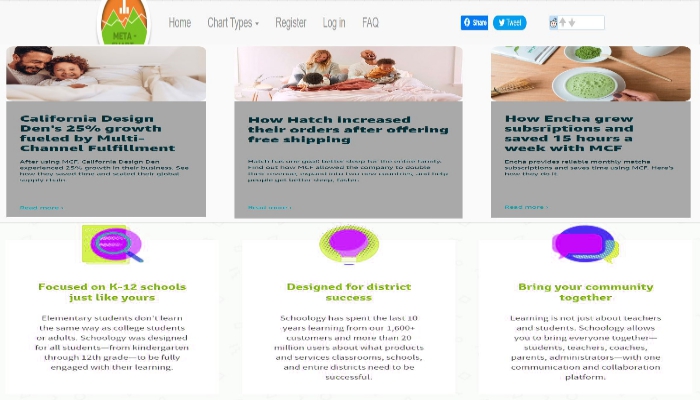 META -
Home Chart Types Register Log in FAQ
Share Tweet
California Design
Den's 25% growth
fueled by Multi-
Channel Fulfillment
After using MCF, California Design Den
experienced 25% growth in their business. See
how they saved time and scaled their global
supply chain.
Read more ›
How Hatch increased
their orders after offering
free shipping
Hatch has one goal: better sleep for the entire family.
Find out how MCF allowed the company to double
their revenue, expand into two new countries, and help
people get better sleep, faster.
Read more ›
How Encha grew
subsriptions and
saved 15 hours a
week with MCF
Encha provides reliable monthly matcha
subscriptions and saves time using MCF. Here's
how they do it.
Read more ›
Focused on K-12 schools
just like yours
Elementary students don't learn
the same way as college students
or adults. Schoology was designed
for all students—from kindergarten
through 12th grade—to be fully
engaged with their learning.
Designed for district
success
Schoology has spent the last 10
years learning from our 1,600+
customers and more than 20
million users about what products
and services classrooms, schools,
and entire districts need to be
successful.
Bring your community
together
Learning is not just about teachers
and students. Schoology allows
you to bring everyone together—
students, teachers, coaches,
parents, administrators—with one
communication and collaboration
platform.